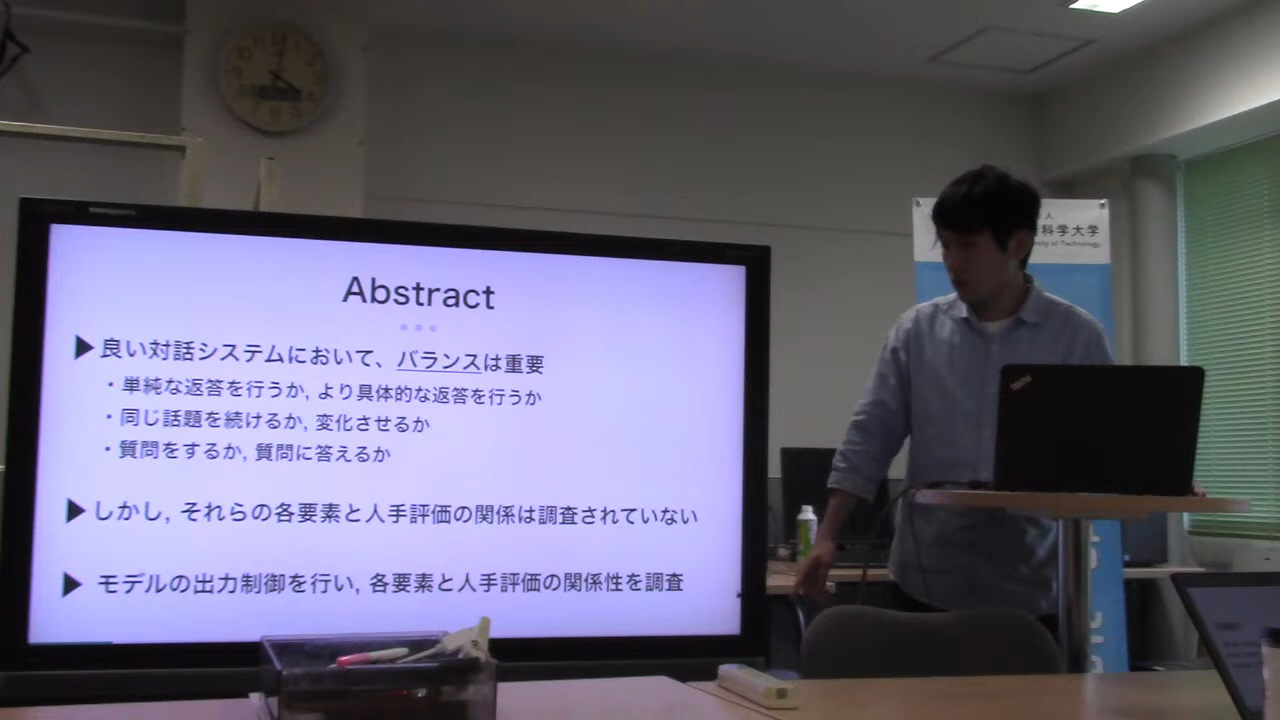 Abstract
▶良い対話システムにおいて、バランスは重要
・単純な返答を行うか, より具体的な返答を行うか
・同じ話題を続けるか, 変化させるか
・質問をするか, 質問に答えるか
▶しかし, それらの各要素と人手評価の関係は調査されていない
▶ モデルの出力制御を行い, 各要素と人手評価の関係性を調査
人
科学大学
of Technology
ThinkPad